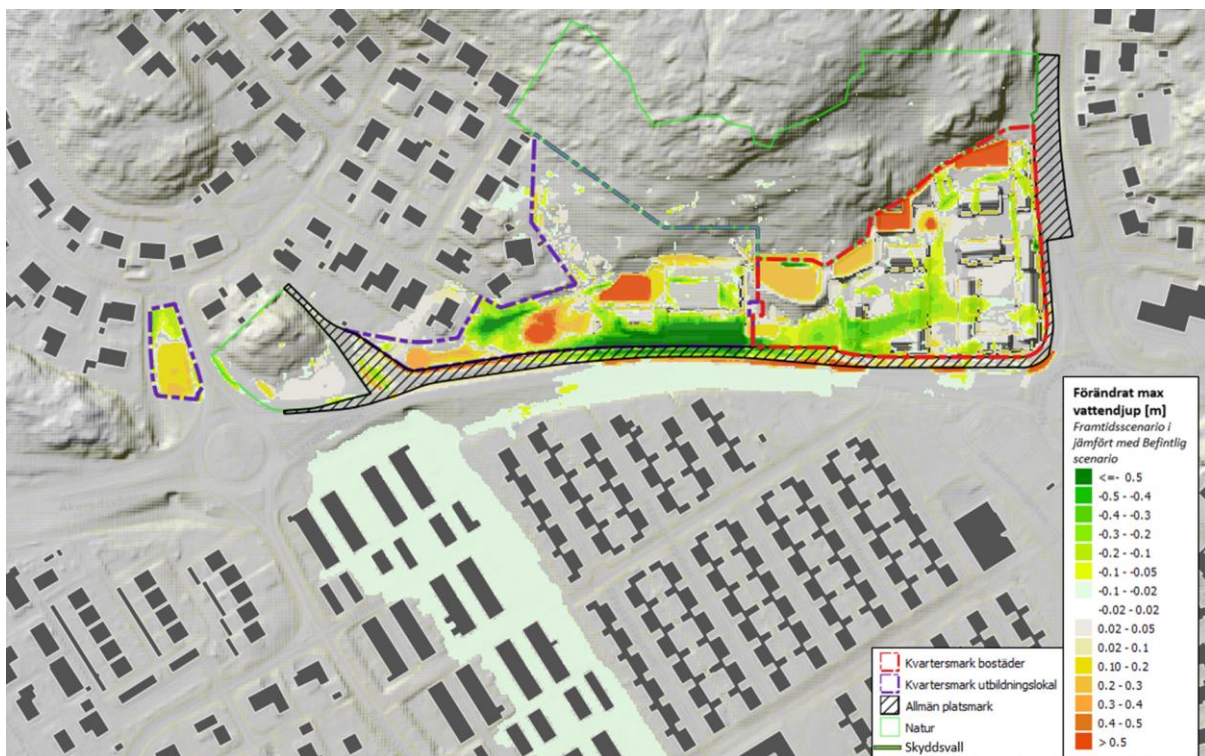 Förändrat max
vattendjup [m]
Framtidsscenario i
jämfört med Befintlig
scenario
<=- 0.5
-0.5 - -0.4
-0.4 - -0.3
-0.3 - -0.2
-0.2 - -0.1
-0.1 - -0.05
-0.1 - -0.02
-0.02 - 0.02
0.02 - 0.05
0.02 - 0.1
0.10 - 0.2
0.2 - 0.3
0.3 - 0.4
0.4 - 0.5
> 0.5
Kvartersmark bostäder
Kvartersmark utbildningslokal
Allmän platsmark
Natur
Skyddsvall